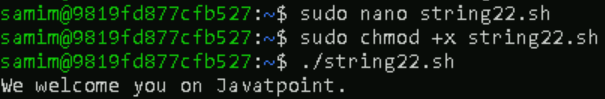 samim@9819fd877cfb527:~$ sudo nano string22.sh
samim@9819fd877cfb527:~$ sudo chmod +x string22.sh
samim@9819fd877cfb527:~$ ./string22.sh
We welcome you on Javatpoint.